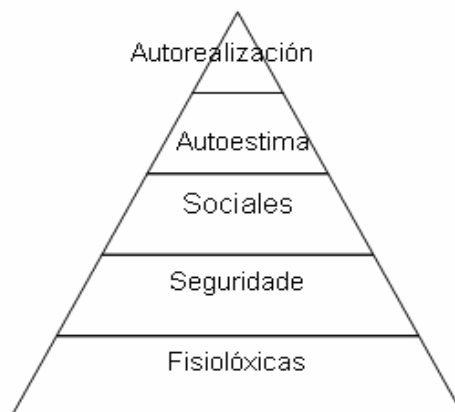 Autorealización
Autoestima
Sociales
Seguridade
Fisiolóxicas